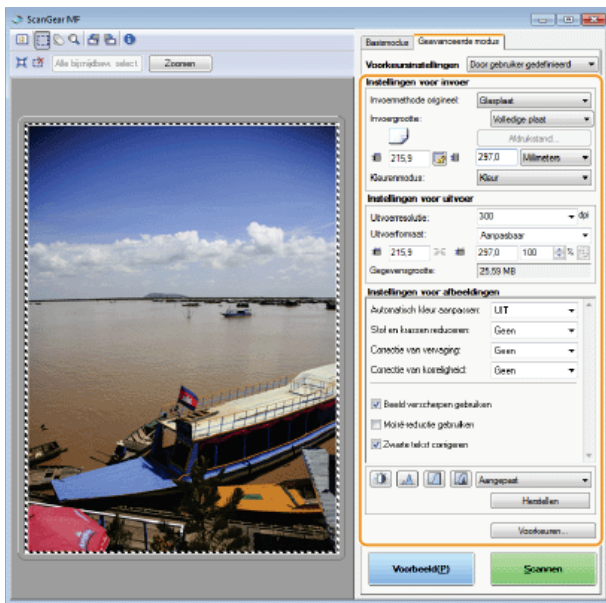 ScanGear MF
Alle bijsnijdbew. select.
Zoomen
Basismodus
Geavanceerde modus
Voorkeursinstellingen
Door gebruiker gedefinieerd
Instellingen voor invoer
Invoermethode origineel:
Glasplaat
Invoergrootte:
Volledige plaat
Afdrukstand...
215,9
297,0
Millimeters
Kleurenmodus:
Kleur
Instellingen voor uitvoer
Uitvoerresolutie:
300
dpi
Uitvoerformaat:
Aanpasbaar
215,9
297,0
100
%
Gegevensgrootte:
25.59 MB
Instellingen voor afbeeldingen
Automatisch kleur aanpassen:
UIT
Stof en krassen reduceren:
Geen
Correctie van vervaging:
Geen
Correctie van korreligheid:
Geen
Beeld verscherpen gebruiken
Moiré-reductie gebruiken
Zwarte tekst corrigeren
Aangepast
Herstellen
Voorkeuren...
Voorbeeld(P)
Scannen